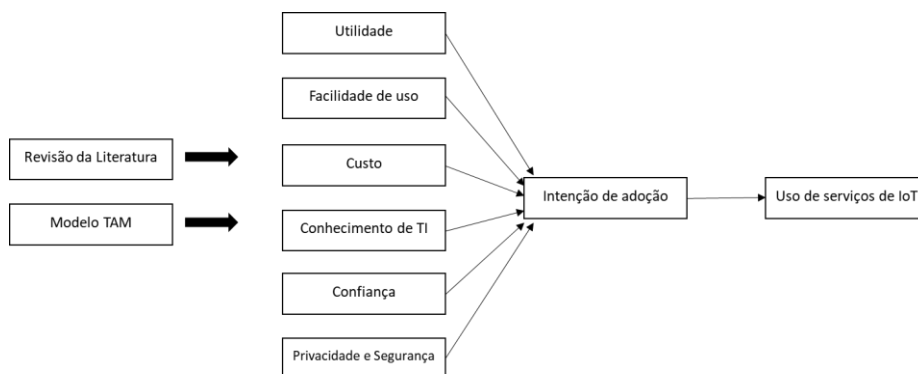 Utilidade
Facilidade de uso
Revisão da Literatura
Custo
Intenção de adoção
Uso de serviços de IoT
Modelo TAM
Conhecimento de TI
Confiança
Privacidade e Segurança